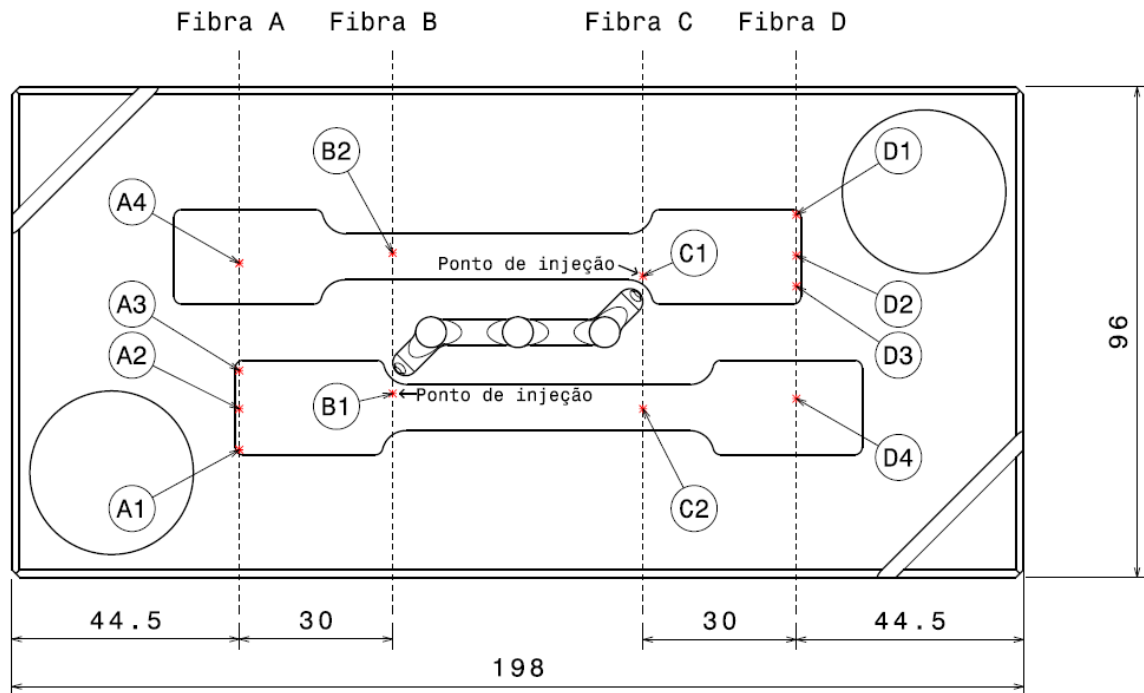 Fibra A Fibra B Fibra C Fibra D
B2 D1
A4
Ponto de injeção C1
A3 D2
A2 D3
B1 Ponto de injeção
D4
A1 C2
96
44.5 30 30 44.5
198